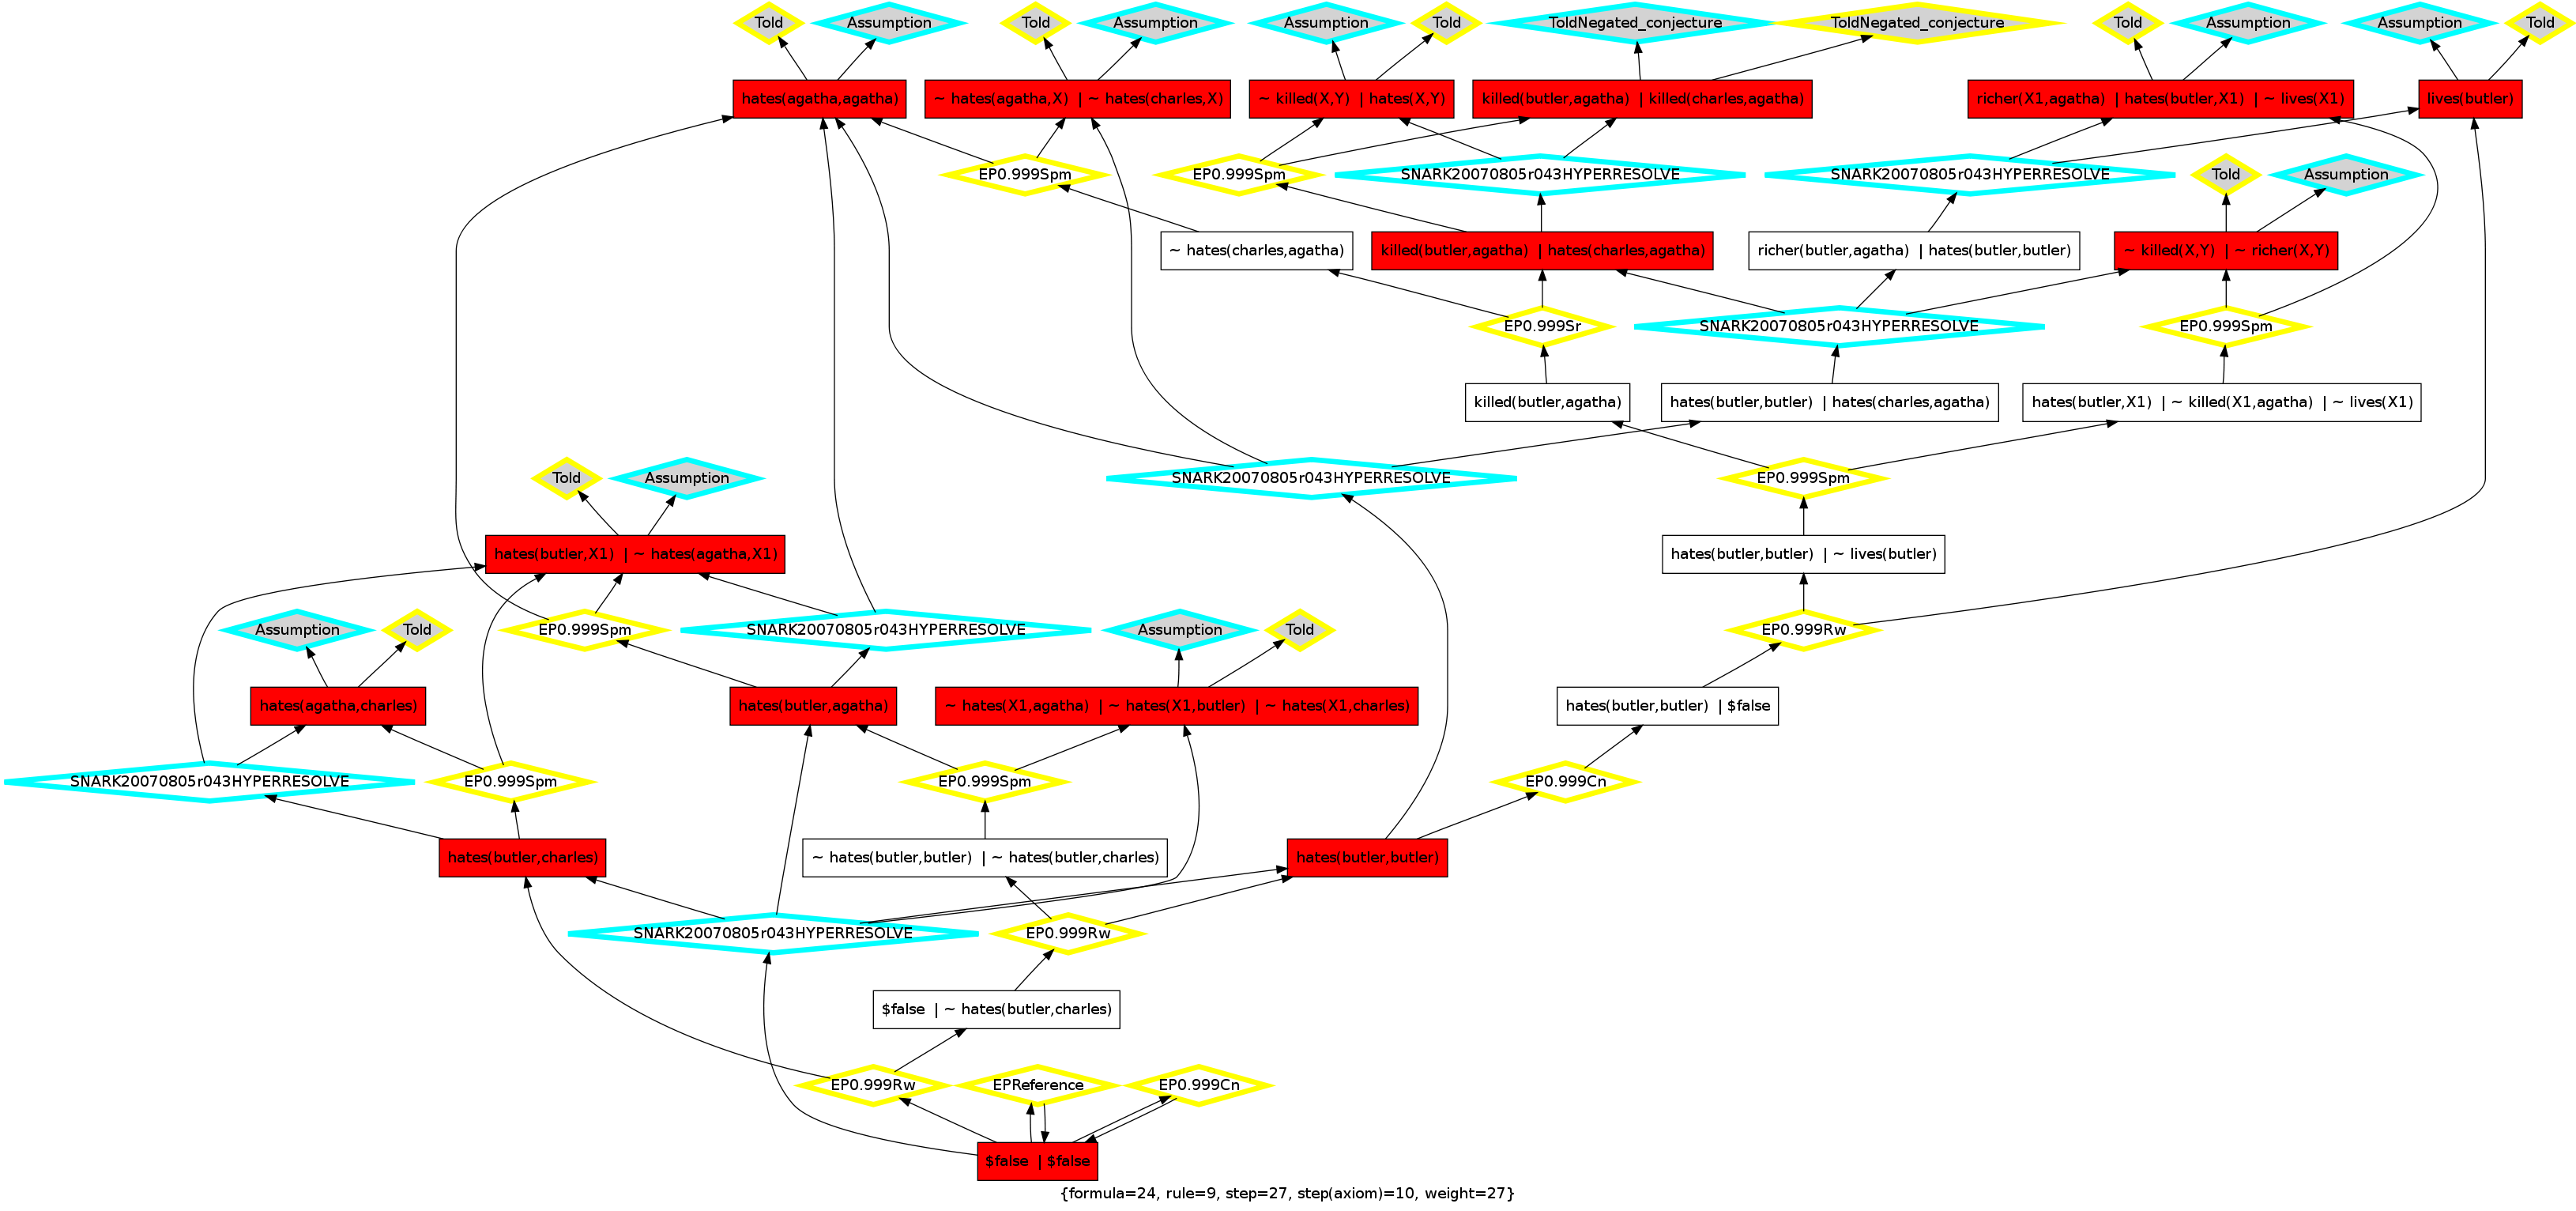 Told
Assumption
Told
Assumption
Assumption
Told
ToldNegated_conjecture
ToldNegated_conjecture
Told
Assumption
Assumption
Told
hates(agatha,agatha)
~ hates(agatha,X) | ~ hates(charles,X)
~ killed(X,Y) | hates(X,Y)
killed(butler,agatha) | killed(charles,agatha)
richer(X1,agatha) | hates(butler,X1) | ~ lives(X1)
lives(butler)
EP0.999Spm
EP0.999Spm
SNARK20070805r043HYPERRESOLVE
SNARK20070805r043HYPERRESOLVE
Told
Assumption
~ hates(charles,agatha)
killed(butler,agatha) | hates(charles,agatha)
richer(butler,agatha) | hates(butler,butler)
~ killed(X,Y) | ~ richer(X,Y)
EP0.999Sr
SNARK20070805r043HYPERRESOLVE
EP0.999Spm
killed(butler,agatha)
hates(butler,butler) | hates(charles,agatha)
hates(butler,X1) | ~ killed(X1,agatha) | ~ lives(X1)
Told
Assumption
SNARK20070805r043HYPERRESOLVE
EP0.999Spm
hates(butler,X1) | ~ hates(agatha,X1)
hates(butler,butler) | ~ lives(butler)
Assumption
Told
EP0.999Spm
SNARK20070805r043HYPERRESOLVE
Assumption
Told
EP0.999Rw
hates(agatha,charles)
hates(butler,agatha)
~ hates(X1,agatha) | ~ hates(X1,butler) | ~ hates(X1,charles)
hates(butler,butler) | $false
SNARK20070805r043HYPERRESOLVE
EP0.999Spm
EP0.999Spm
EP0.999Cn
hates(butler,charles)
~ hates(butler,butler) | ~ hates(butler,charles)
hates(butler,butler)
SNARK20070805r043HYPERRESOLVE
EP0.999Rw
$false | ~ hates(butler,charles)
EP0.999Rw
EPReference
EP0.999Cn
$false | $false
{formula=24, rule=9, step=27, step(axiom)=10, weight=27}